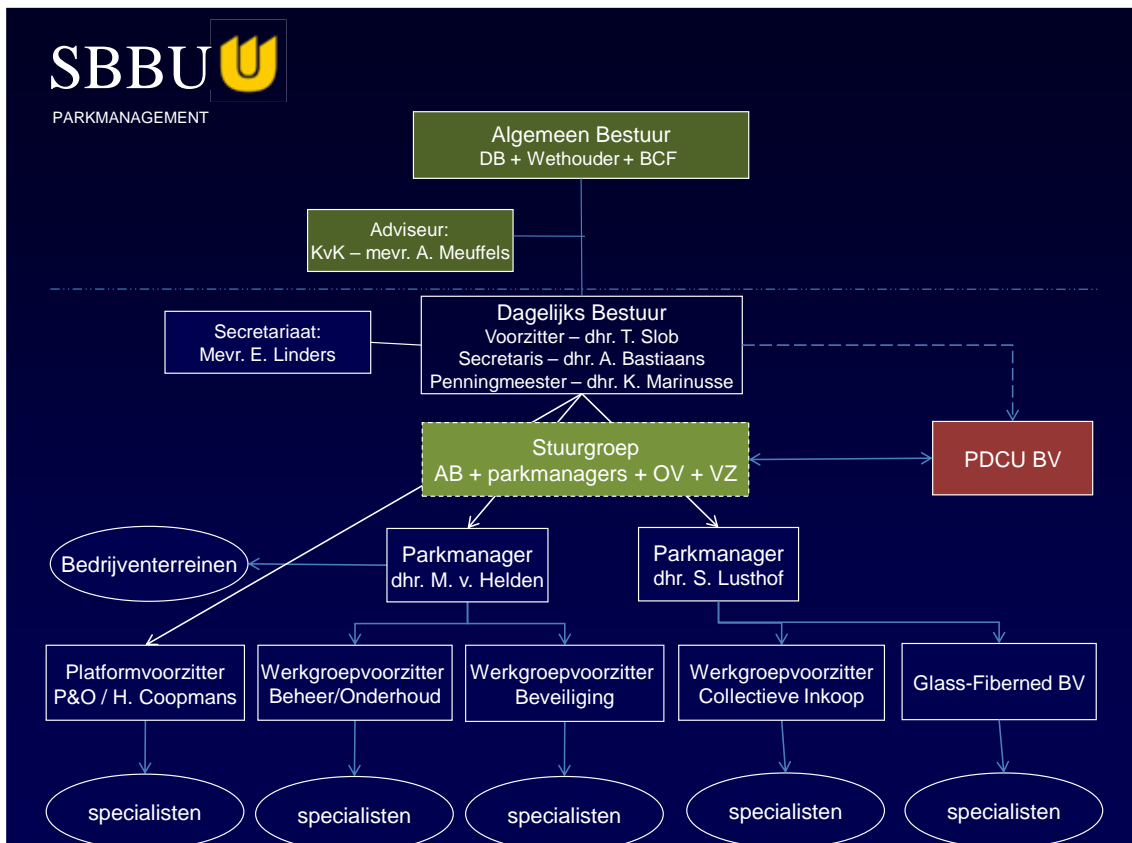 SBBU
PARKMANAGEMENT
Algemeen Bestuur
DB + Wethouder + BCF
Adviseur:
KvK – mevr. A. Meuffels
Dagelijks Bestuur
Voorzitter – dhr. T. Slob
Secretaris – dhr. A. Bastiaans
Penningmeester – dhr. K. Marinusse
Secretariaat:
Mevr. E. Linders
Stuurgroep
AB + parkmanagers + OV + VZ
PDCU BV
Bedrijventerreinen
Parkmanager
dhr. M. v. Helden
Parkmanager
dhr. S. Lusthof
Platformvoorzitter
P&O / H. Coopmans
Werkgroepvoorzitter
Beheer/Onderhoud
Werkgroepvoorzitter
Beveiliging
Werkgroepvoorzitter
Collectieve Inkoop
Glass-Fiberned BV
specialisten
specialisten
specialisten
specialisten
specialisten